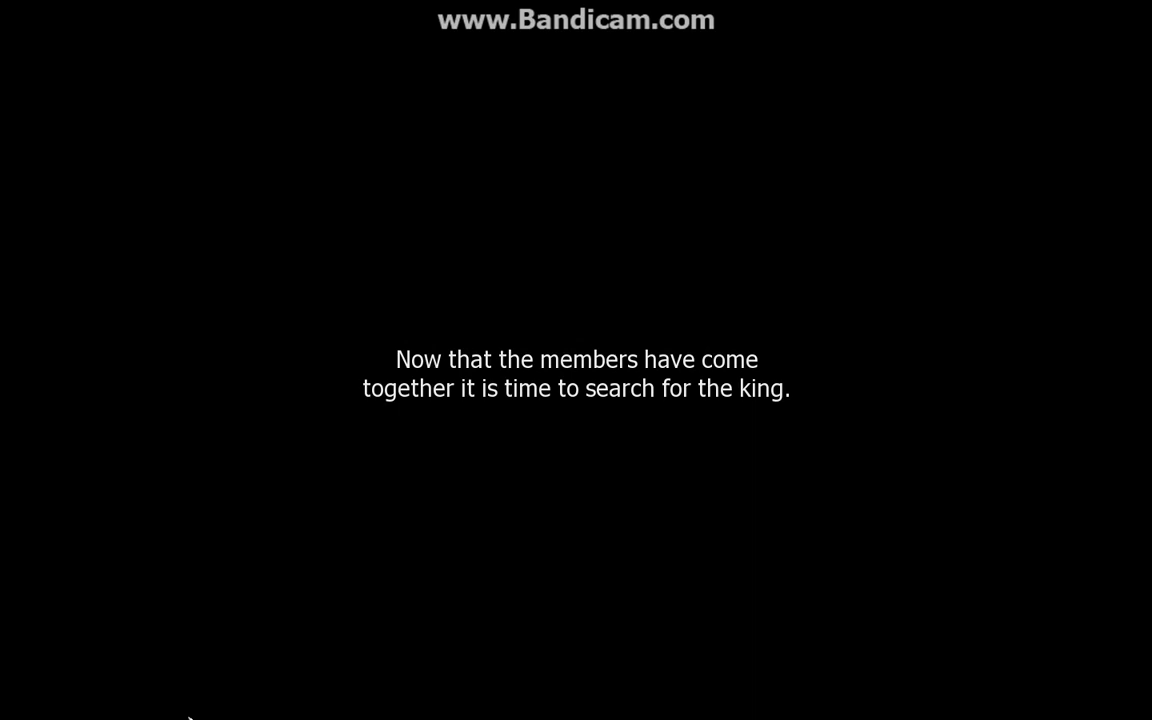 www.Bandicam.com
Now that the members have come
together it is time to search for the king.